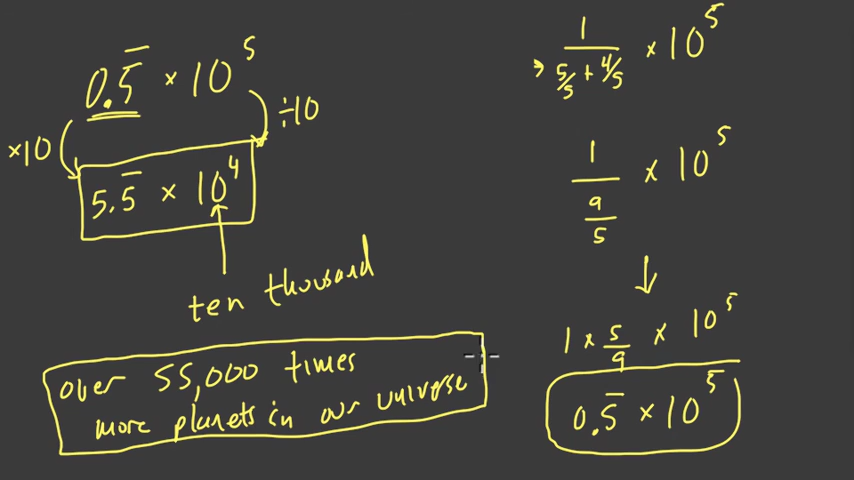 0.5̅ × 10⁵
×10
÷10
5.5̅ × 10⁴
ten thousand
over 55,000 times
more planets in our universe
1/(5/5 + 4/5) × 10⁵
1/(9/5) × 10⁵
1 × 5/9 × 10⁵
0.5̅ × 10⁵